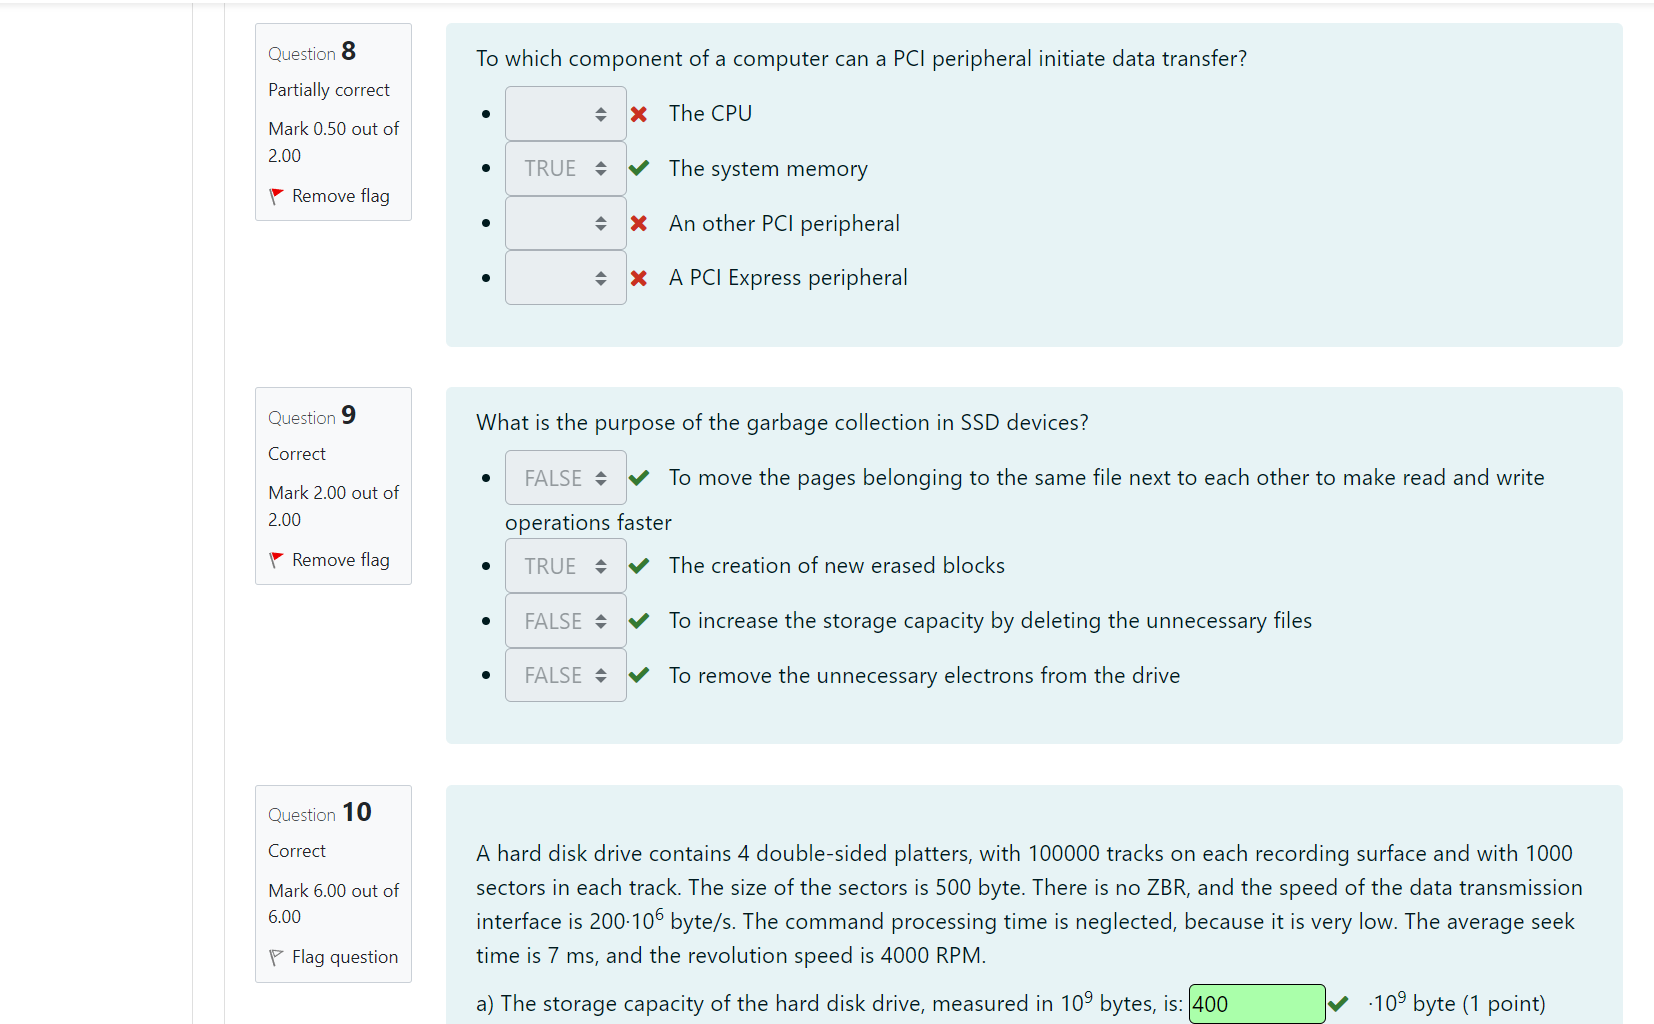 Question 8
Partially correct
Mark 0.50 out of
2.00
Remove flag
To which component of a computer can a PCI peripheral initiate data transfer?
The CPU
TRUE The system memory
An other PCI peripheral
A PCI Express peripheral
Question 9
Correct
Mark 2.00 out of
2.00
Remove flag
What is the purpose of the garbage collection in SSD devices?
FALSE To move the pages belonging to the same file next to each other to make read and write
operations faster
TRUE The creation of new erased blocks
FALSE To increase the storage capacity by deleting the unnecessary files
FALSE To remove the unnecessary electrons from the drive
Question 10
Correct
Mark 6.00 out of
6.00
Flag question
A hard disk drive contains 4 double-sided platters, with 100000 tracks on each recording surface and with 1000
sectors in each track. The size of the sectors is 500 byte. There is no ZBR, and the speed of the data transmission
interface is 200·10⁶ byte/s. The command processing time is neglected, because it is very low. The average seek
time is 7 ms, and the revolution speed is 4000 RPM.
a) The storage capacity of the hard disk drive, measured in 10⁹ bytes, is: 400 ·10⁹ byte (1 point)